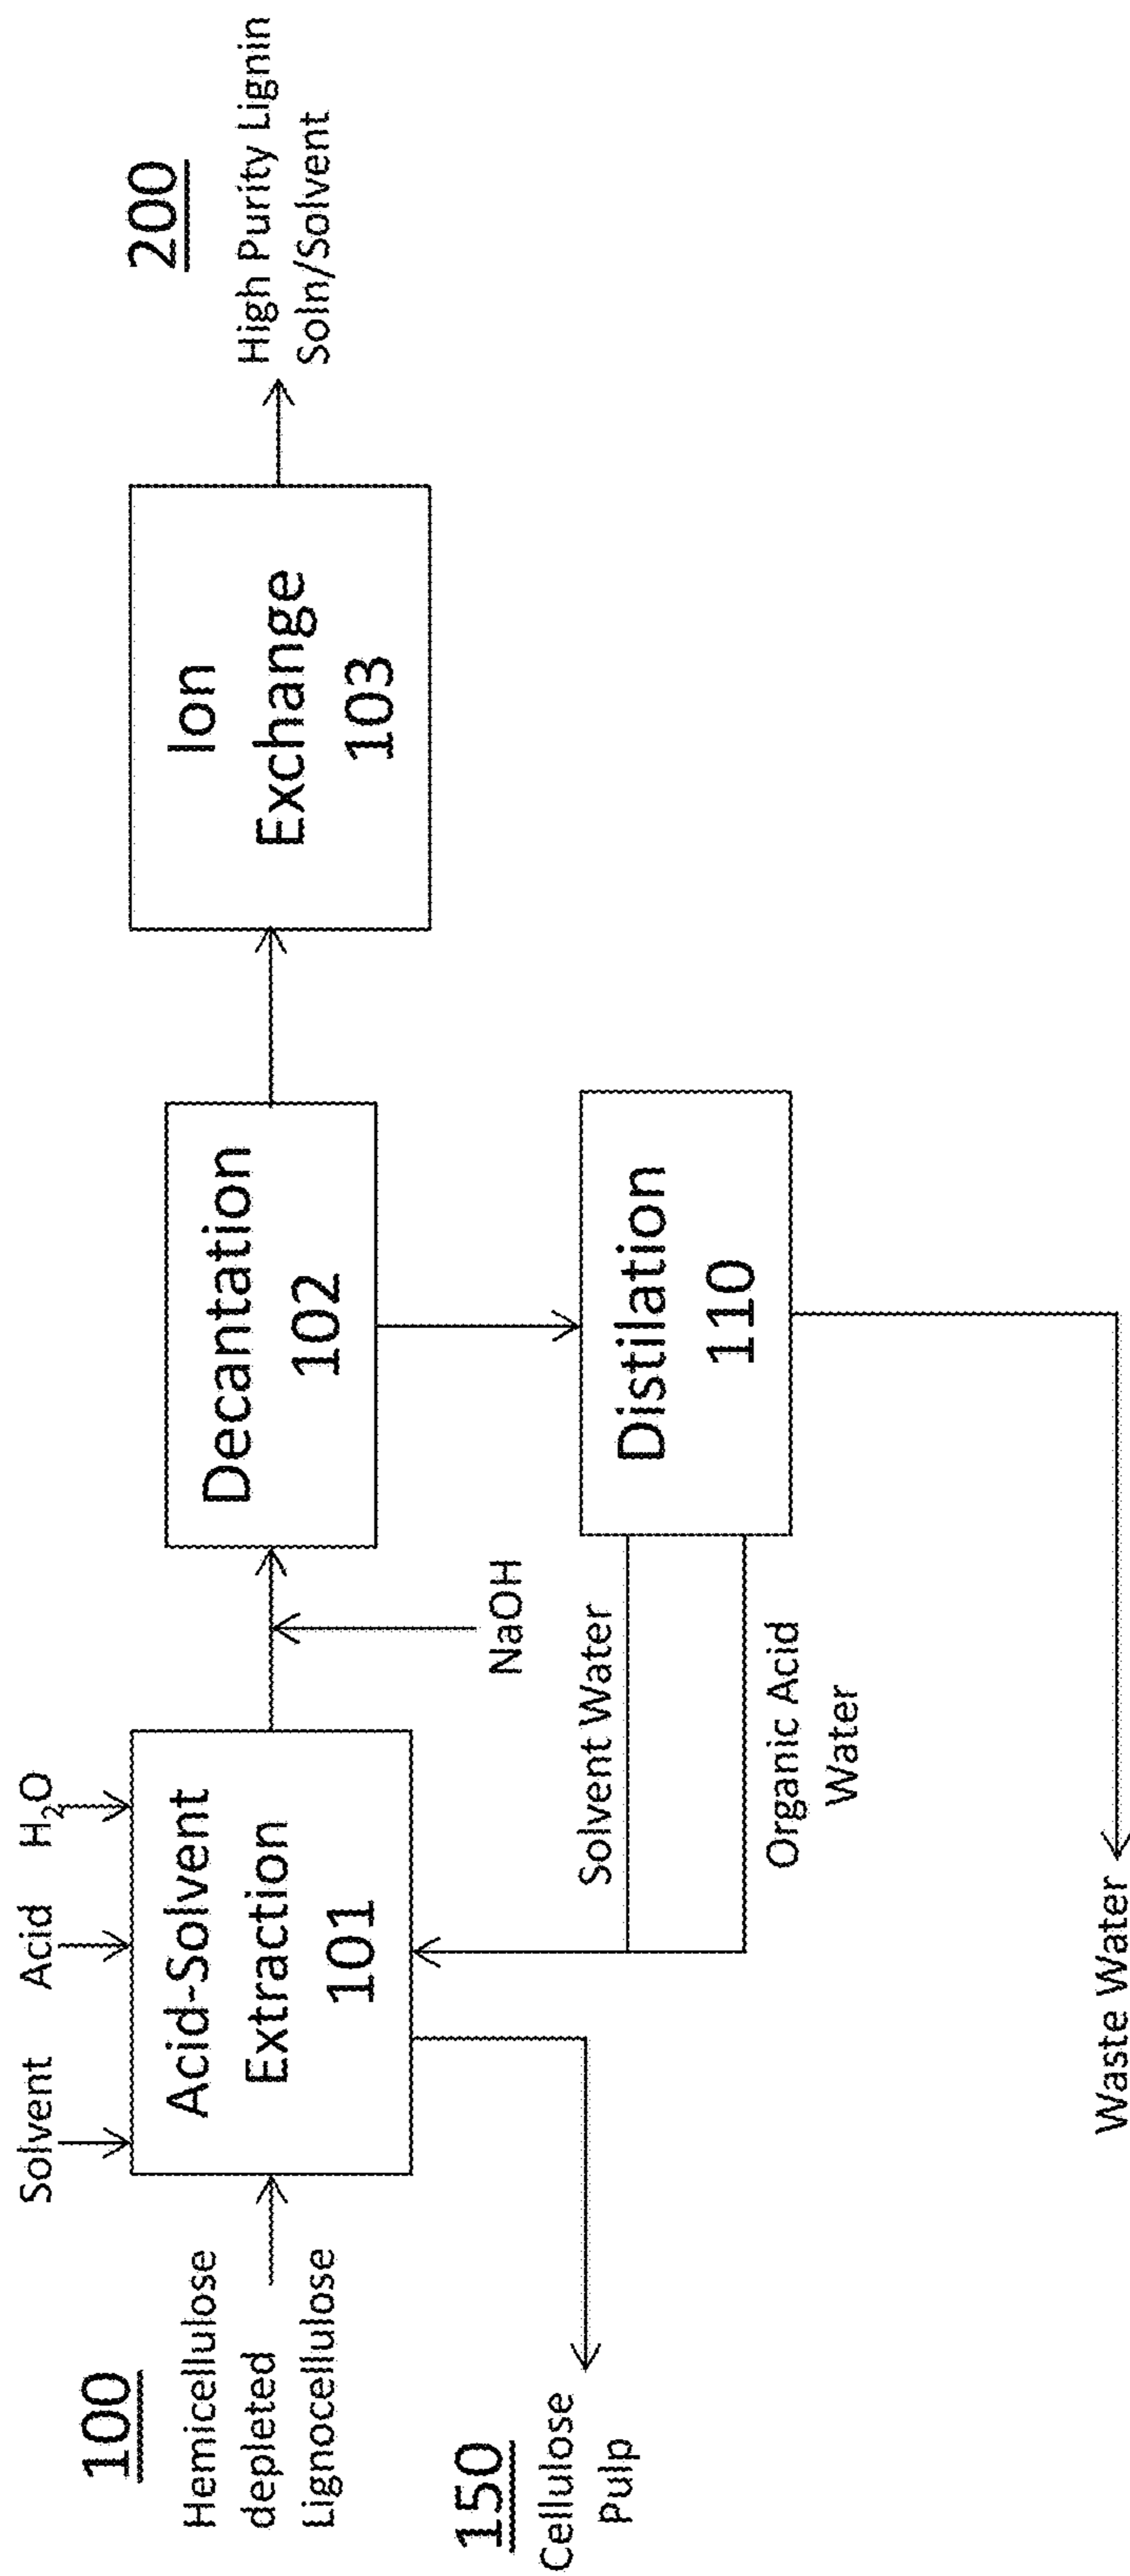 100
Hemicellulose
depleted
Lignocellulose
Solvent
Acid
H2O
Acid-Solvent
Extraction
101
150
Cellulose
Pulp
NaOH
Decantation
102
Solvent Water
Organic Acid
Water
Distilation
110
Waste Water
Ion
Exchange
103
200
High Purity Lignin
Soln/Solvent